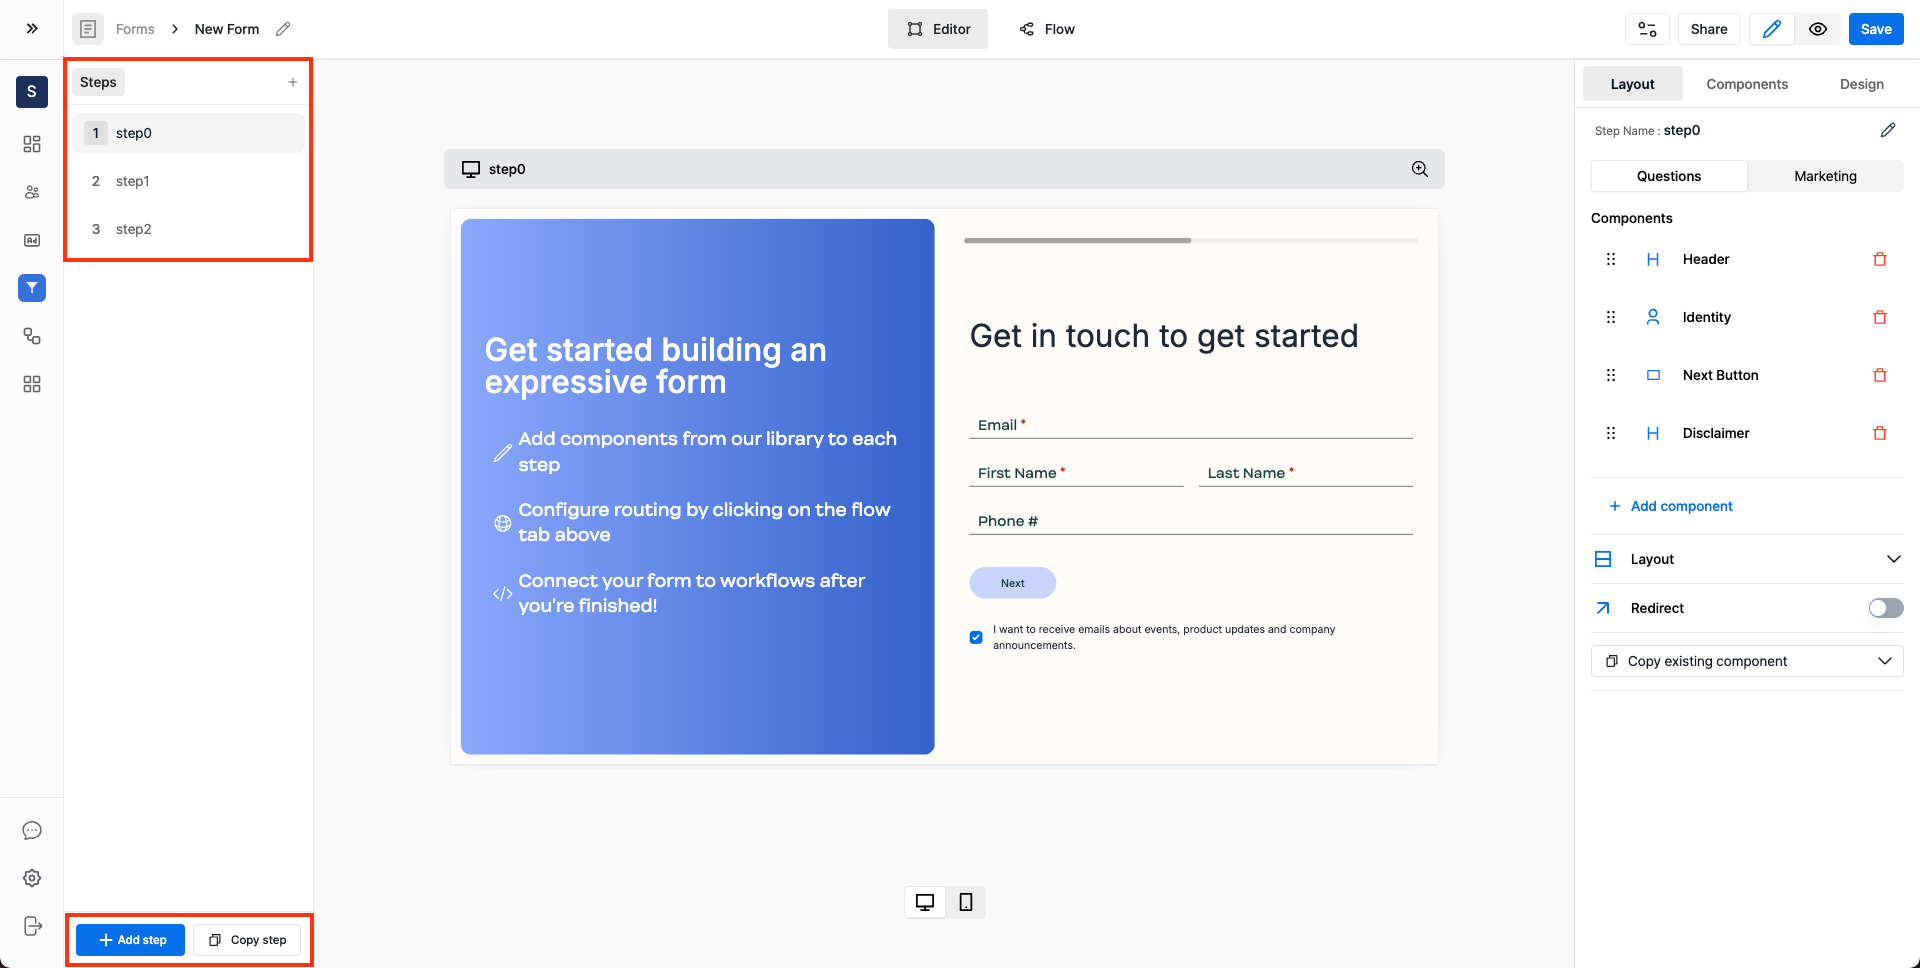 Forms
New Form
Editor
Flow
Share
Save
S
Steps
1 step0
2 step1
3 step2
Add step
Copy step
step0
Get started building an
expressive form
Add components from our library to each
step
Configure routing by clicking on the flow
tab above
Connect your form to workflows after
you're finished!
Get in touch to get started
Email *
First Name *
Last Name *
Phone #
Next
I want to receive emails about events, product updates and company
announcements.
Layout
Components
Design
Step Name : step0
Questions
Marketing
Components
Header
Identity
Next Button
Disclaimer
Add component
Layout
Redirect
Copy existing component